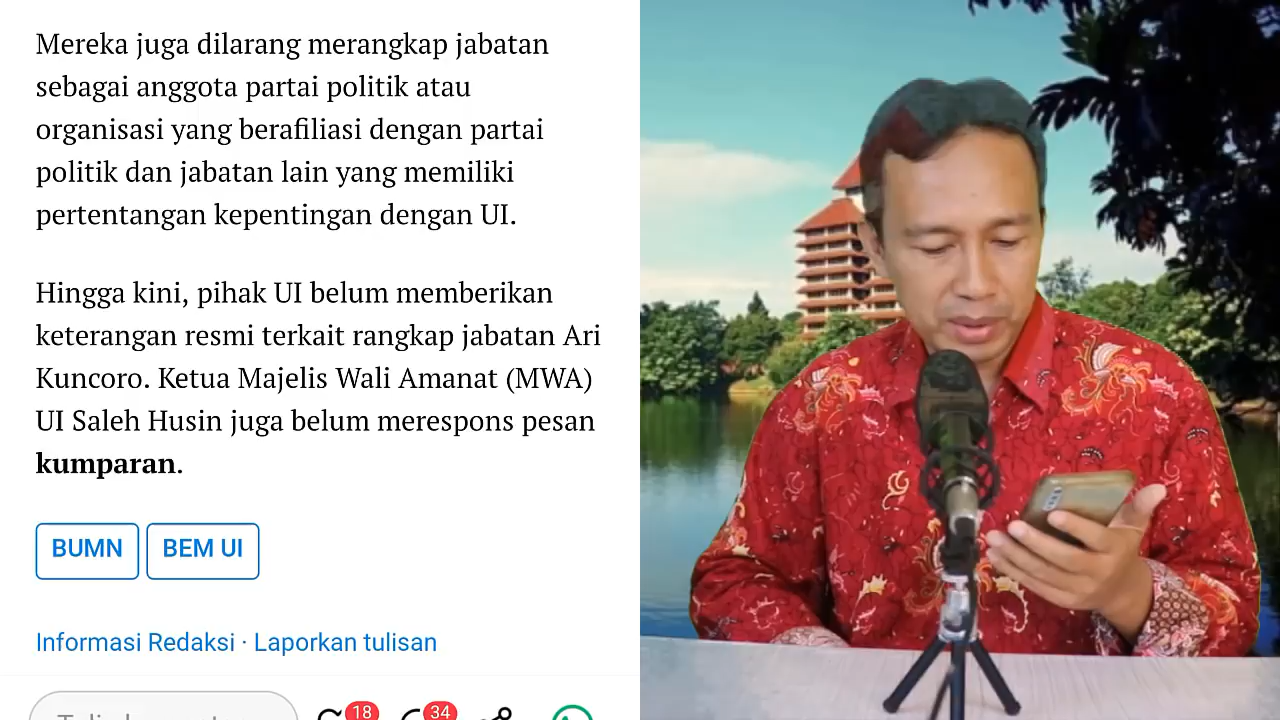 Mereka juga dilarang merangkap jabatan
sebagai anggota partai politik atau
organisasi yang berafiliasi dengan partai
politik dan jabatan lain yang memiliki
pertentangan kepentingan dengan UI.
Hingga kini, pihak UI belum memberikan
keterangan resmi terkait rangkap jabatan Ari
Kuncoro. Ketua Majelis Wali Amanat (MWA)
UI Saleh Husin juga belum merespons pesan
kumparan.
BUMN BEM UI
Informasi Redaksi · Laporkan tulisan
18 34